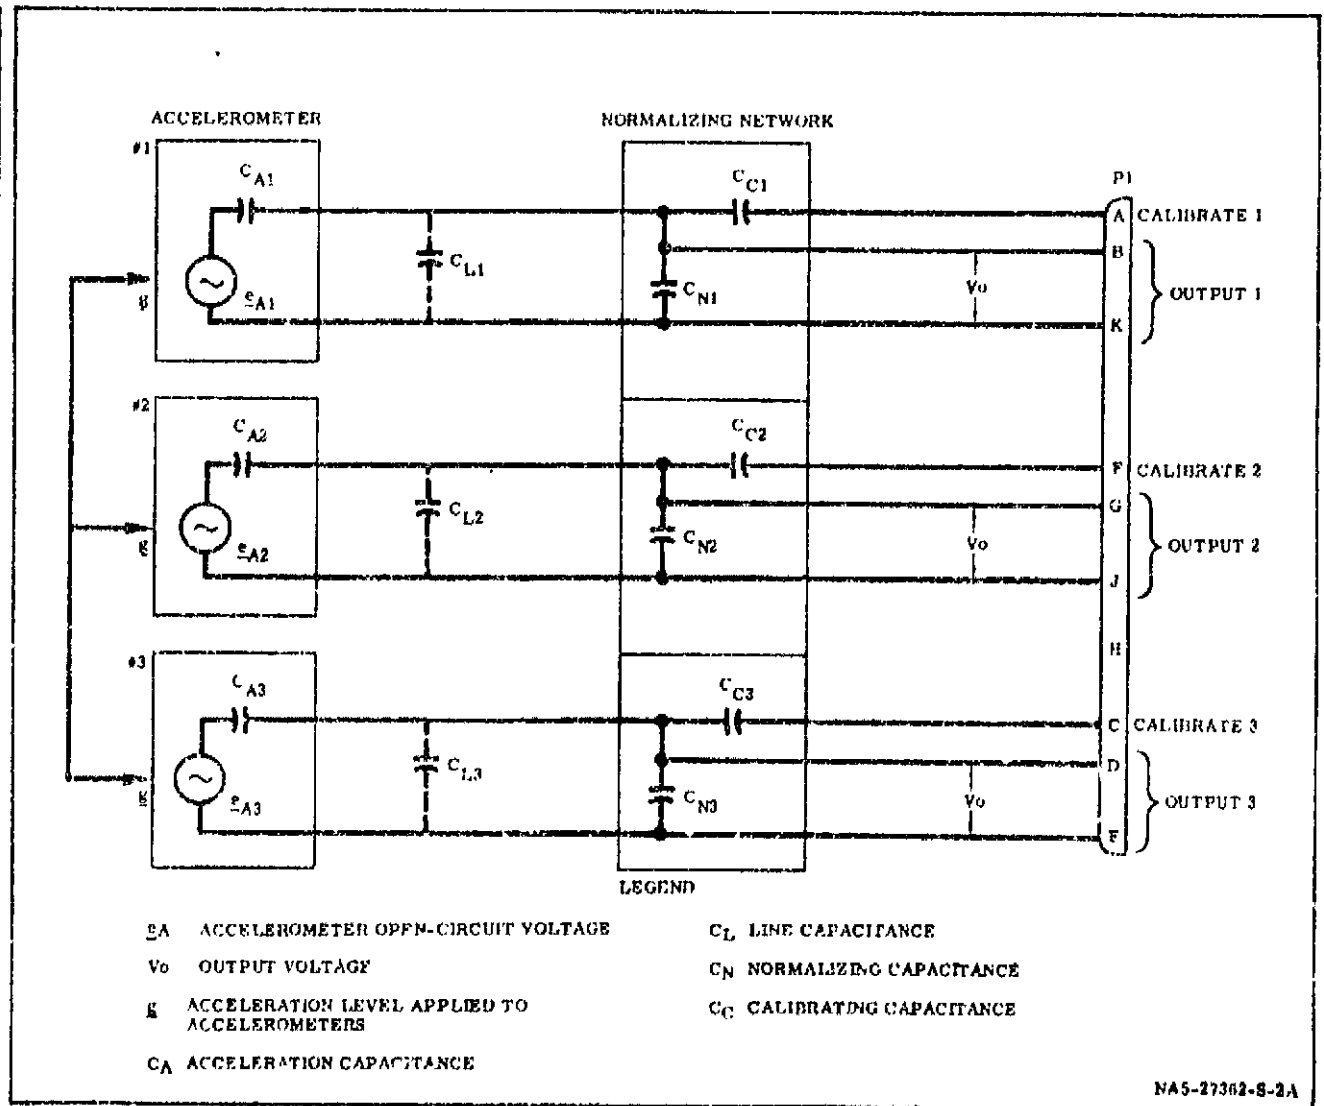 ACCELEROMETER
NORMALIZING NETWORK
#1
CA1
CC1
P1
A CALIBRATE 1
B
CL1
eA1
CN1
Vo
OUTPUT 1
g
K
#2
CA2
CC2
F CALIBRATE 2
G
CL2
eA2
CN2
Vo
OUTPUT 2
g
J
H
#3
CA3
CC3
C CALIBRATE 3
D
CL3
eA3
CN3
Vo
OUTPUT 3
g
LEGEND
eA ACCELEROMETER OPEN-CIRCUIT VOLTAGE
Vo OUTPUT VOLTAGE
g ACCELERATION LEVEL APPLIED TO
ACCELEROMETERS
CA ACCELERATION CAPACITANCE
CL LINE CAPACITANCE
CN NORMALIZING CAPACITANCE
CC CALIBRATING CAPACITANCE
NA5-27362-S-2A